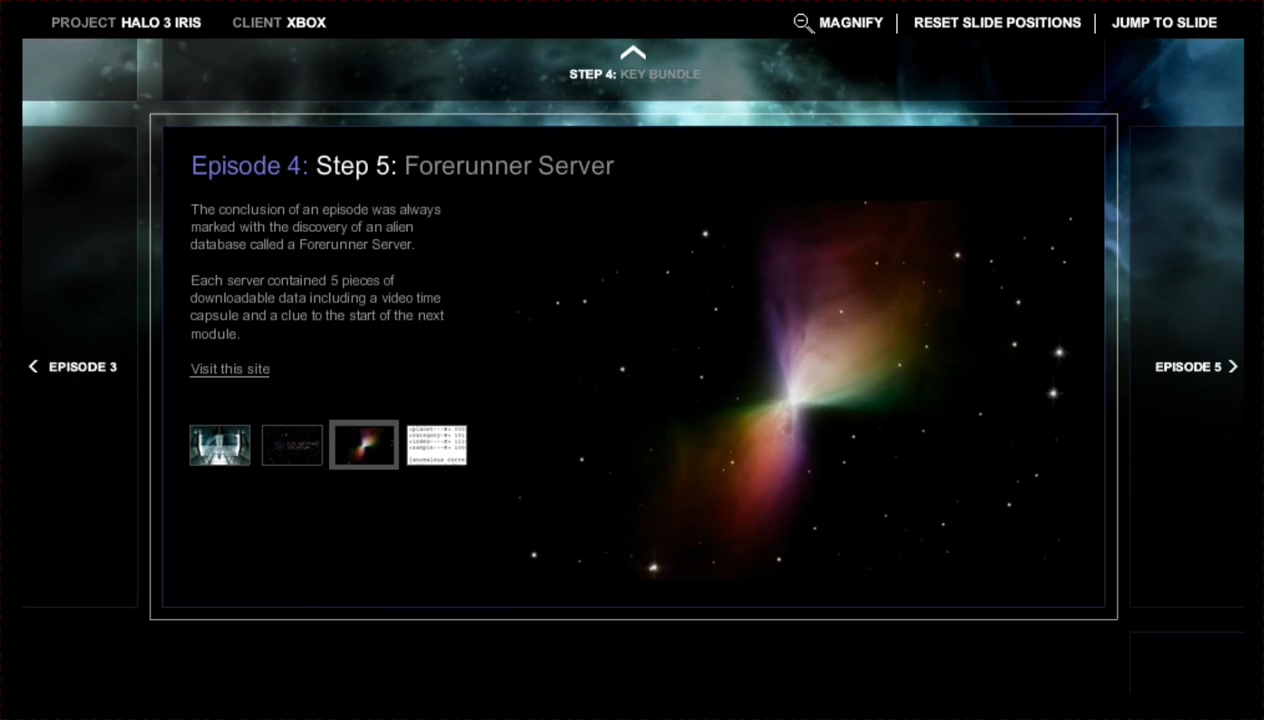 PROJECT HALO 3 IRIS CLIENT XBOX MAGNIFY RESET SLIDE POSITIONS JUMP TO SLIDE
STEP 4: KEY BUNDLE
Episode 4: Step 5: Forerunner Server
The conclusion of an episode was always
marked with the discovery of an alien
database called a Forerunner Server.
Each server contained 5 pieces of
downloadable data including a video time
capsule and a clue to the start of the next
module.
EPISODE 3
EPISODE 5
Visit this site